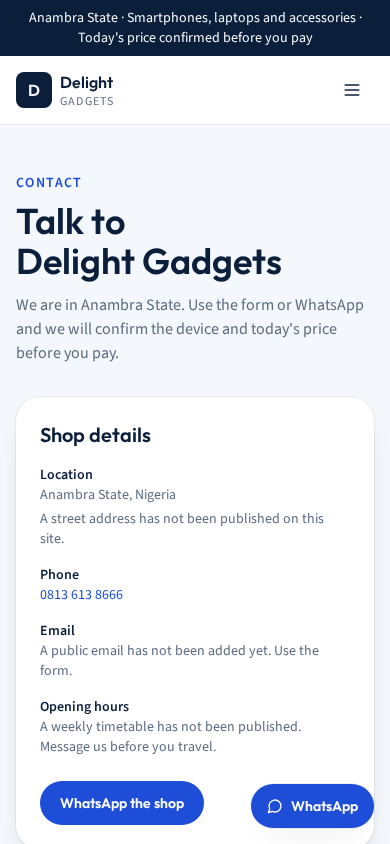 Anambra State · Smartphones, laptops and accessories ·
Today's price confirmed before you pay
D
Delight
GADGETS
CONTACT
Talk to
Delight Gadgets
We are in Anambra State. Use the form or WhatsApp
and we will confirm the device and today's price
before you pay.
Shop details
Location
Anambra State, Nigeria
A street address has not been published on this
site.
Phone
0813 613 8666
Email
A public email has not been added yet. Use the
form.
Opening hours
A weekly timetable has not been published.
Message us before you travel.
WhatsApp the shop
WhatsApp